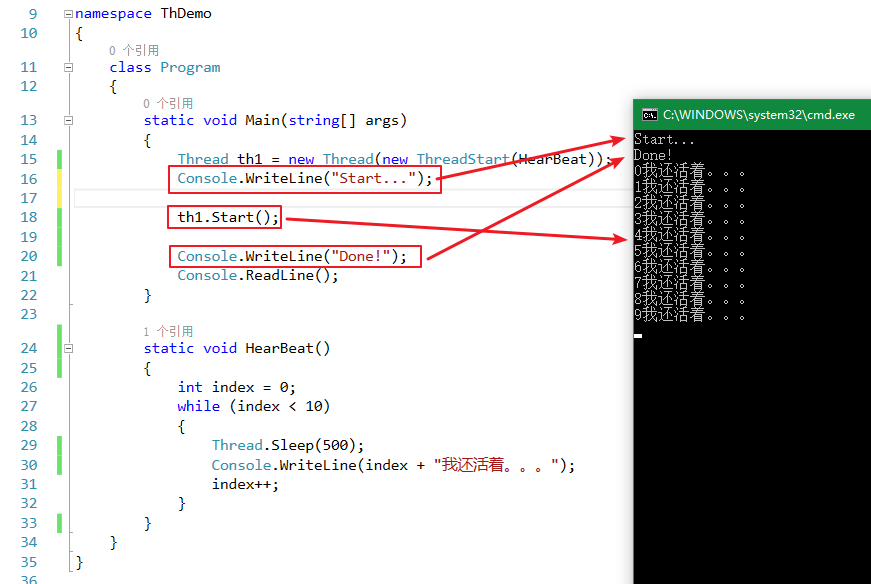 9 namespace ThDemo
10 {
0 个引用
11 class Program
12 {
0 个引用
13 static void Main(string[] args)
14 {
15 Thread th1 = new Thread(new ThreadStart(HearBeat));
16 Console.WriteLine("Start...");
17
18 th1.Start();
19
20 Console.WriteLine("Done!");
21 Console.ReadLine();
22 }
23
1 个引用
24 static void HearBeat()
25 {
26 int index = 0;
27 while (index < 10)
28 {
29 Thread.Sleep(500);
30 Console.WriteLine(index + "我还活着。。。");
31 index++;
32 }
33 }
34 }
35 }
36
C:\WINDOWS\system32\cmd.exe
Start...
Done!
0我还活着。。。
1我还活着。。。
2我还活着。。。
3我还活着。。。
4我还活着。。。
5我还活着。。。
6我还活着。。。
7我还活着。。。
8我还活着。。。
9我还活着。。。